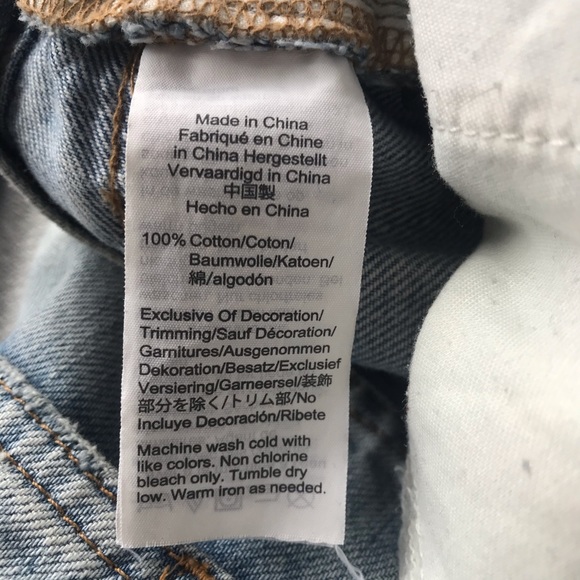 Made in China
Fabriqué en Chine
in China Hergestellt
Vervaardigd in China
中国製
Hecho en China
100% Cotton/Coton/
Baumwolie/Katoen/
綿/algodón
Exclusive Of Decoration/
Trimming/Sauf Décoration/
Garnitures/Ausgenommen
Dekoration/Besatz/Exclusief
Versiering/Garneersel/装飾
部分を除く/トリム部/No
Incluye Decoraclón/Ribete
Machine wash cold with
like colors. Non chlorine
bleach only. Tumble dry
low. Warm iron as needed.